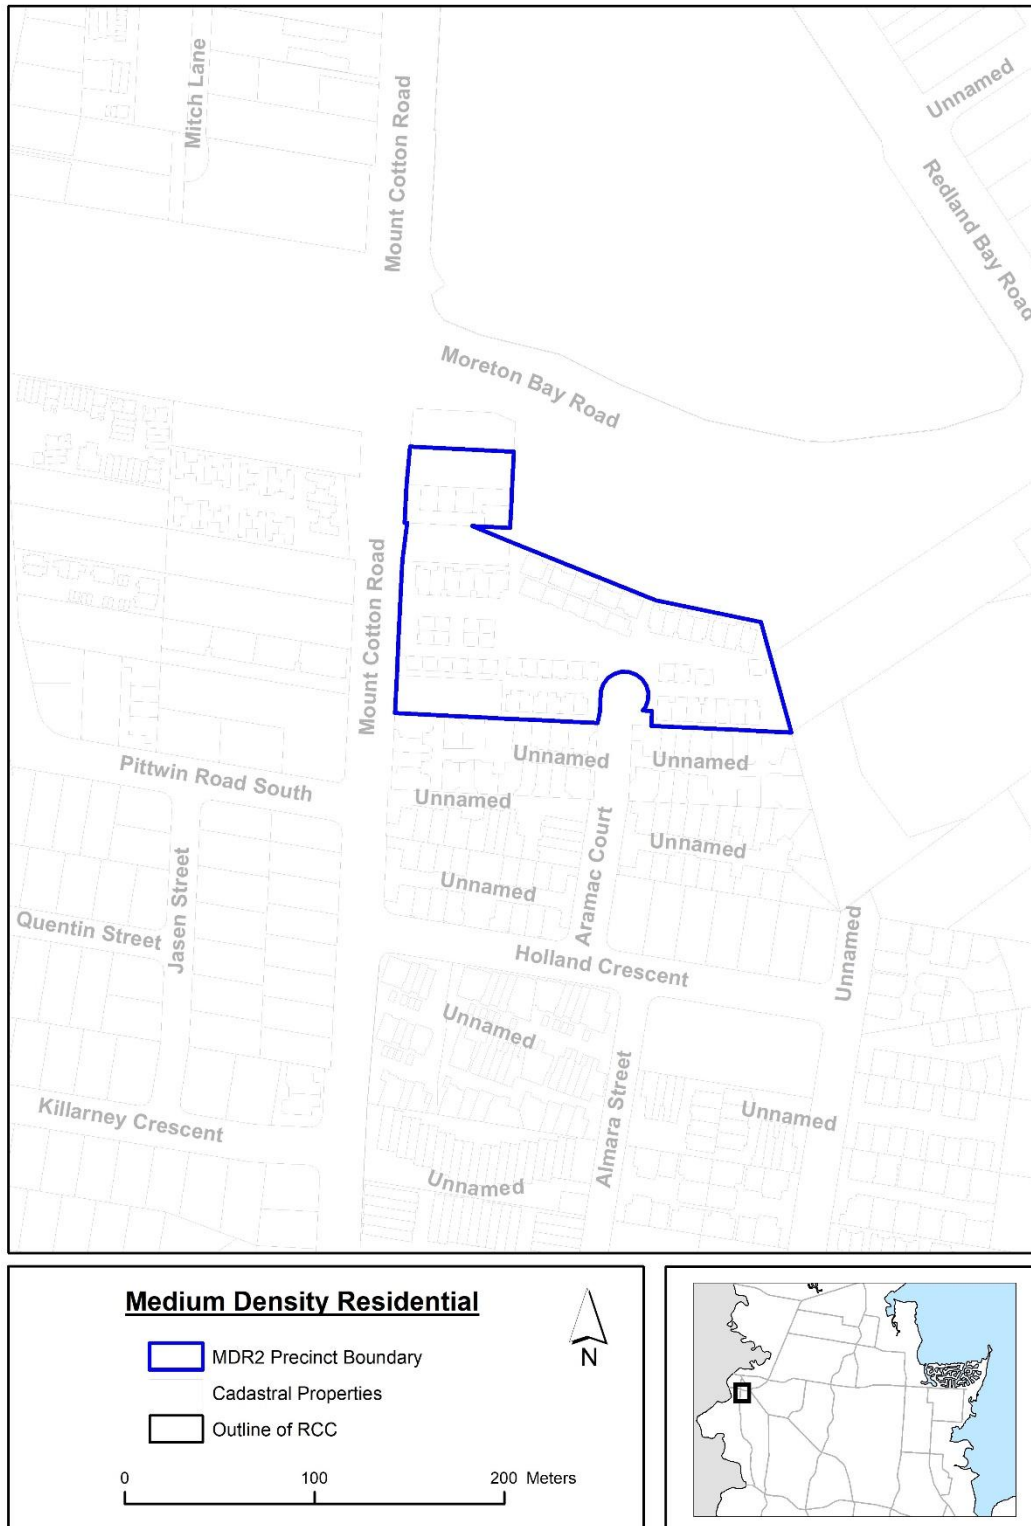 Mitch Lane
Mount Cotton Road
Unnamed
Redland Bay Road
Moreton Bay Road
Mount Cotton Road
Pittwin Road South
Unnamed
Unnamed
Unnamed
Aramac Court
Unnamed
Unnamed
Quentin Street
Jasen Street
Holland Crescent
Unnamed
Unnamed
Killarney Crescent
Almara Street
Unnamed
Unnamed
Medium Density Residential
MDR2 Precinct Boundary
Cadastral Properties
Outline of RCC
N
0 100 200 Meters